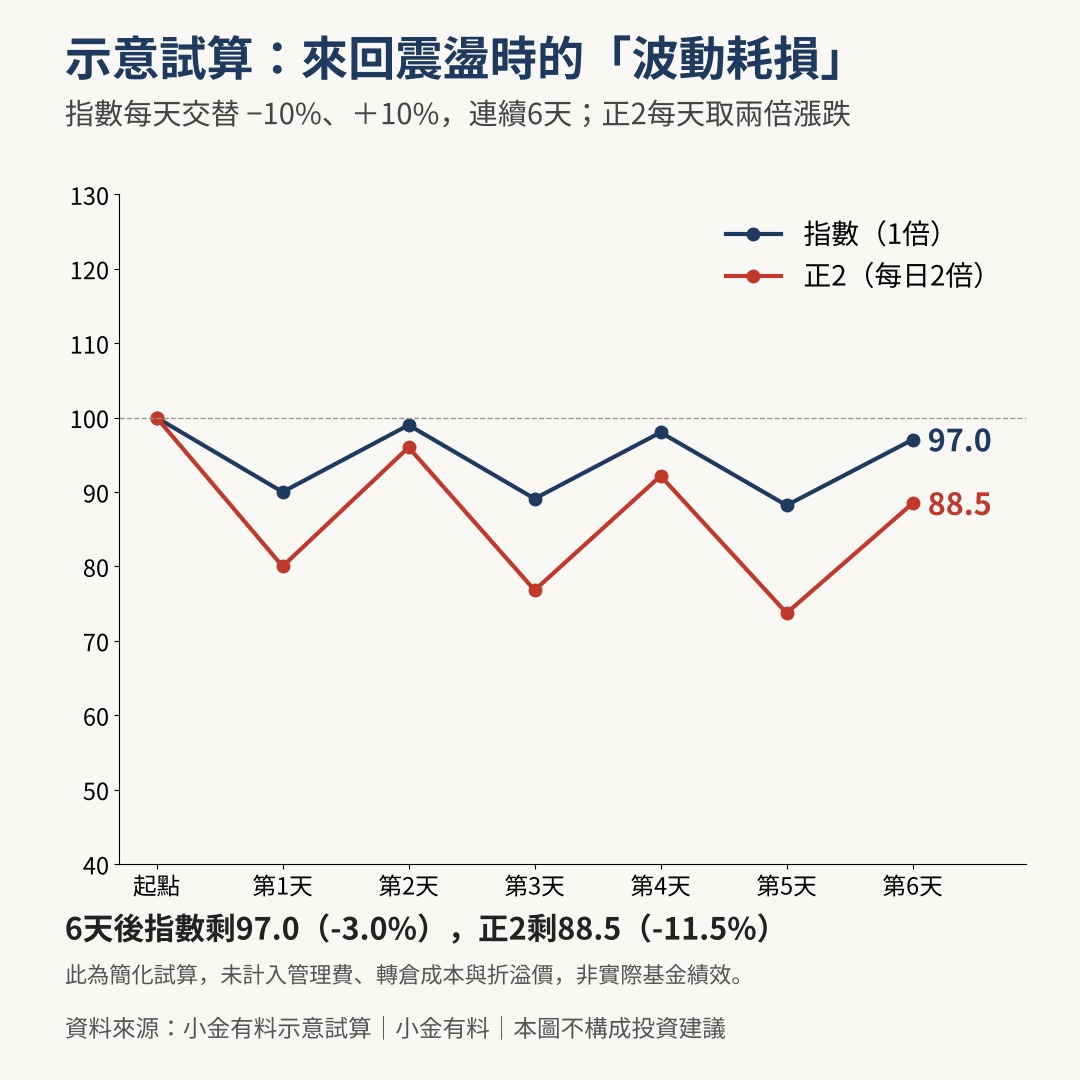 示意試算：來回震盪時的「波動耗損」
指數每天交替 −10%、＋10%，連續6天；正2每天取兩倍漲跌
130
120
110
100
90
80
70
60
50
40
指數（1倍）
正2（每日2倍）
97.0
88.5
起點 第1天 第2天 第3天 第4天 第5天 第6天
6天後指數剩97.0（-3.0%），正2剩88.5（-11.5%）
此為簡化試算，未計入管理費、轉倉成本與折溢價，非實際基金績效。
資料來源：小金有料示意試算｜小金有料｜本圖不構成投資建議